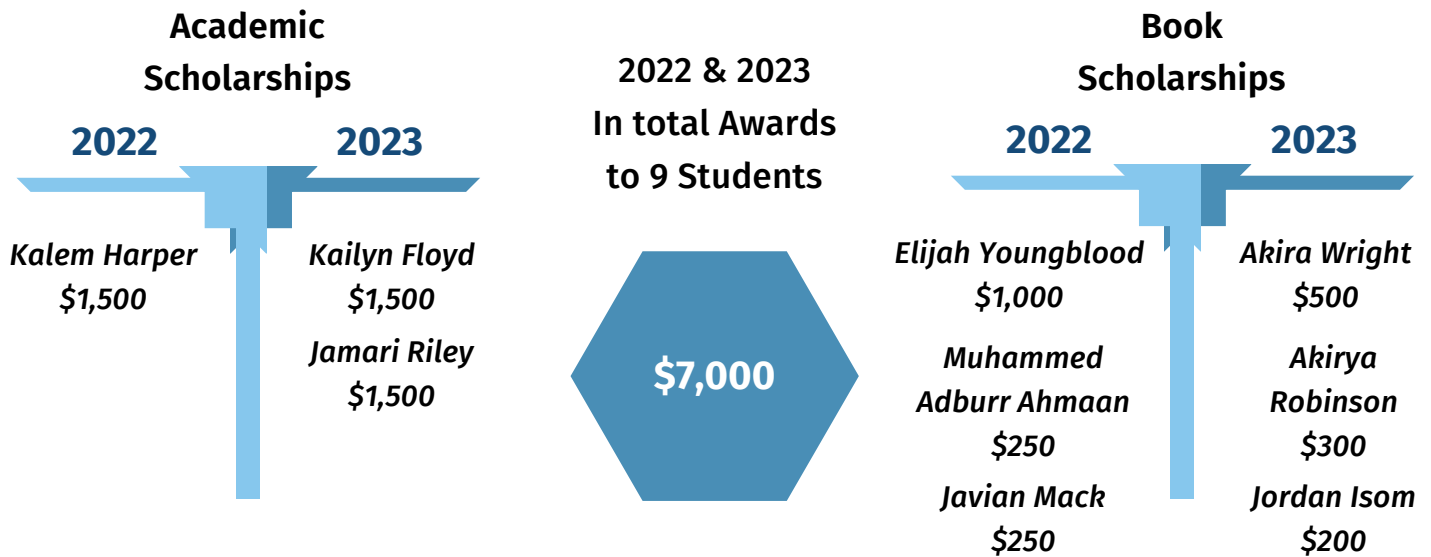 Academic
Scholarships
2022
2023
Kalem Harper
$1,500
Kailyn Floyd
$1,500
Jamari Riley
$1,500
2022 & 2023
In total Awards
to 9 Students
$7,000
Book
Scholarships
2022
2023
Elijah Youngblood
$1,000
Muhammed
Adburr Ahmaan
$250
Javian Mack
$250
Akira Wright
$500
Akirya
Robinson
$300
Jordan Isom
$200